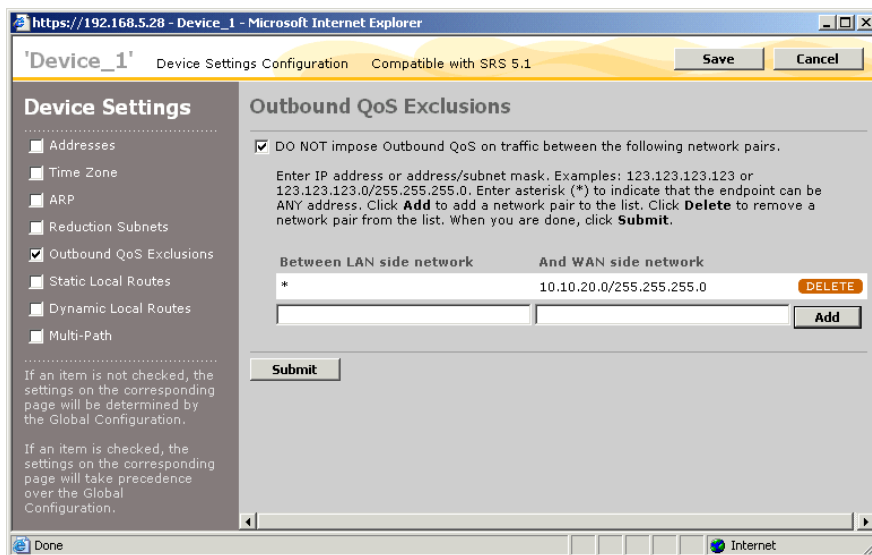 https://192.168.5.28 - Device_1 - Microsoft Internet Explorer
'Device_1' Device Settings Configuration Compatible with SRS 5.1 Save Cancel
Device Settings
Addresses
Time Zone
ARP
Reduction Subnets
Outbound QoS Exclusions
Static Local Routes
Dynamic Local Routes
Multi-Path
If an item is not checked, the
settings on the corresponding
page will be determined by
the Global Configuration.
If an item is checked, the
settings on the corresponding
page will take precedence
over the Global
Configuration.
Outbound QoS Exclusions
DO NOT impose Outbound QoS on traffic between the following network pairs.
Enter IP address or address/subnet mask. Examples: 123.123.123.123 or
123.123.123.0/255.255.255.0. Enter asterisk (*) to indicate that the endpoint can be
ANY address. Click Add to add a network pair to the list. Click Delete to remove a
network pair from the list. When you are done, click Submit.
Between LAN side network And WAN side network
* 10.10.20.0/255.255.255.0 DELETE
Add
Submit
Done Internet